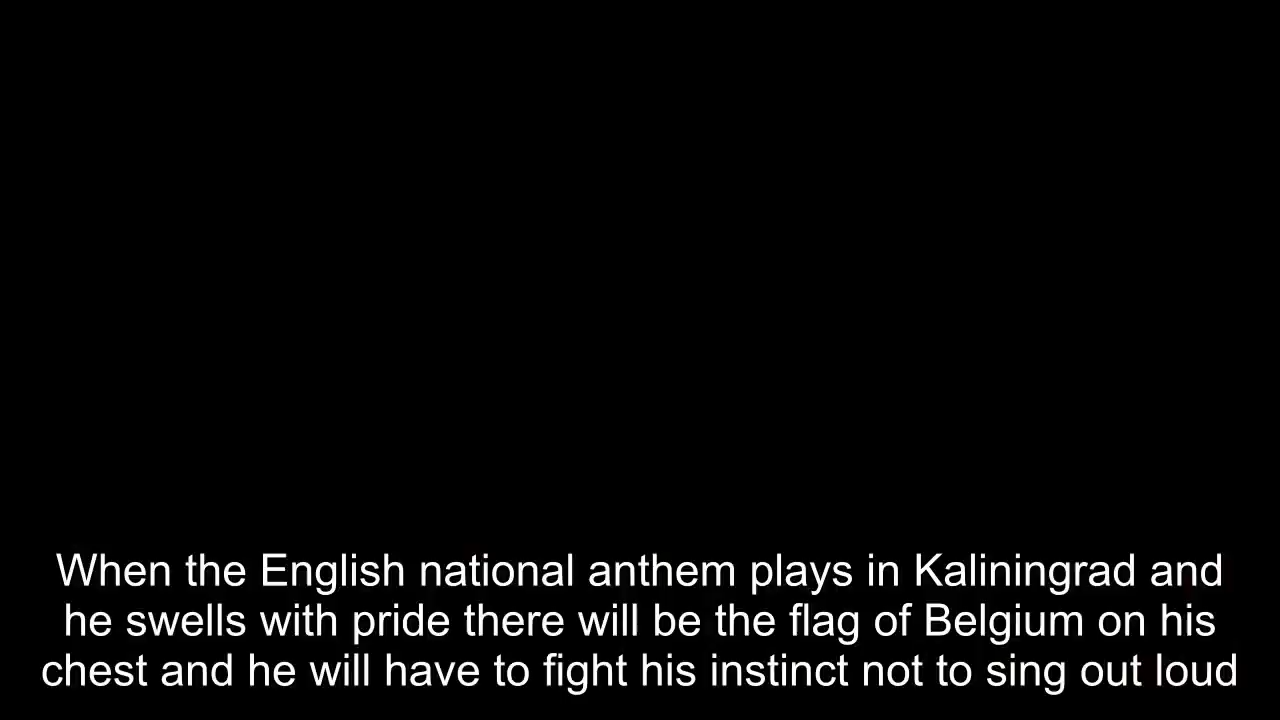 When the English national anthem plays in Kaliningrad and
he swells with pride there will be the flag of Belgium on his
chest and he will have to fight his instinct not to sing out loud